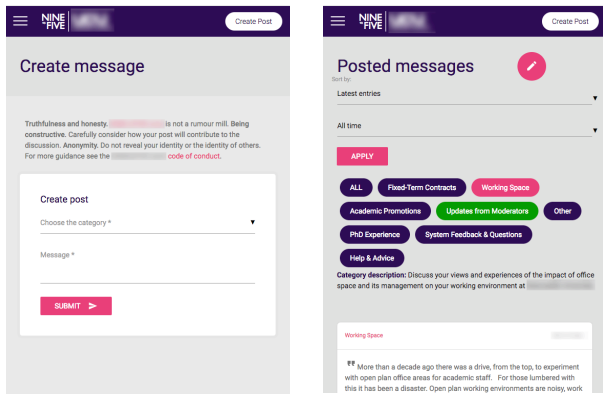 NINE
TO FIVE
Create Post
Create message
Truthfulness and honesty. is not a rumour mill. Being
constructive. Carefully consider how your post will contribute to the
discussion. Anonymity. Do not reveal your identity or the identity of others.
For more guidance see the code of conduct.
Create post
Choose the category *
Message *
SUBMIT
NINE
TO FIVE
Create Post
Posted messages
Sort by:
Latest entries
All time
APPLY
ALL
Fixed-Term Contracts
Working Space
Academic Promotions
Updates from Moderators
Other
PhD Experience
System Feedback & Questions
Help & Advice
Category description: Discuss your views and experiences of the impact of office
space and its management on your working environment at
Working Space
More than a decade ago there was a drive, from the top, to experiment
with open plan office areas for academic staff. For those lumbered with
this it has been a disaster. Open plan working environments are noisy, work